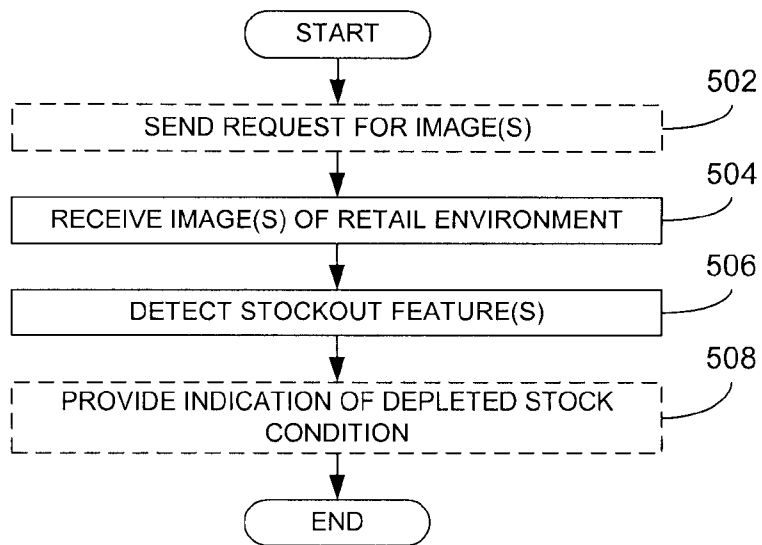 START
502
SEND REQUEST FOR IMAGE(S)
504
RECEIVE IMAGE(S) OF RETAIL ENVIRONMENT
506
DETECT STOCKOUT FEATURE(S)
508
PROVIDE INDICATION OF DEPLETED STOCK
CONDITION
END